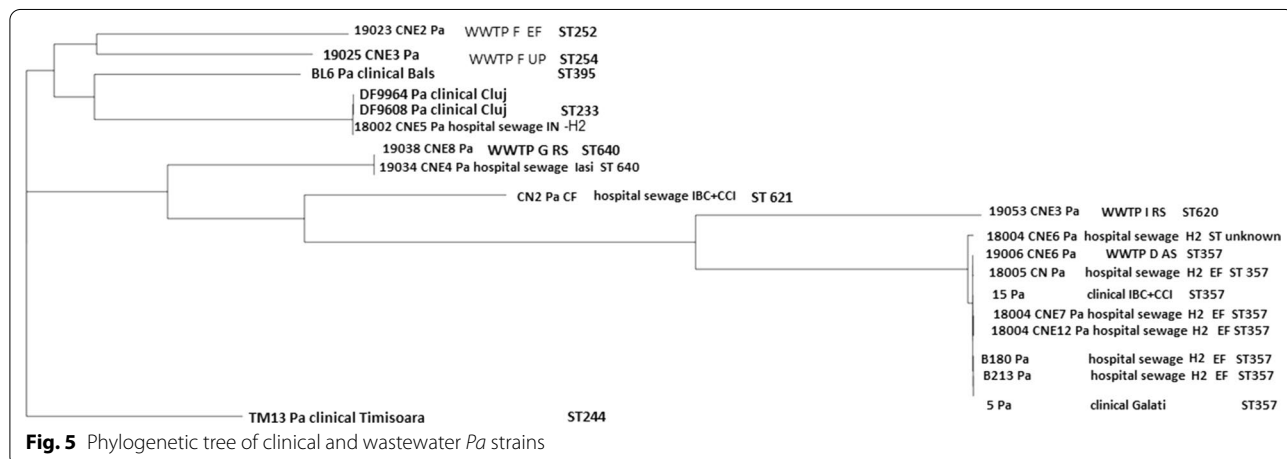 19023 CNE2 Pa WWTP F EF ST252
19025 CNE3 Pa WWTP F UP ST254
BL6 Pa clinical Bals ST395
DF9964 Pa clinical Cluj
DF9608 Pa clinical Cluj ST233
18002 CNE5 Pa hospital sewage IN -H2
19038 CNE8 Pa WWTP G RS ST640
19034 CNE4 Pa hospital sewage Iasi ST 640
CN2 Pa CF hospital sewage IBC+CCI ST 621
19053 CNE3 Pa WWTP I RS ST620
18004 CNE6 Pa hospital sewage H2 ST unknown
19006 CNE6 Pa WWTP D AS ST357
18005 CN Pa hospital sewage H2 EF ST 357
15 Pa clinical IBC+CCI ST357
18004 CNE7 Pa hospital sewage H2 EF ST357
18004 CNE12 Pa hospital sewage H2 EF ST357
B180 Pa hospital sewage H2 EF ST357
B213 Pa hospital sewage H2 EF ST357
5 Pa clinical Galati ST357
TM13 Pa clinical Timisoara ST244
Fig. 5 Phylogenetic tree of clinical and wastewater Pa strains